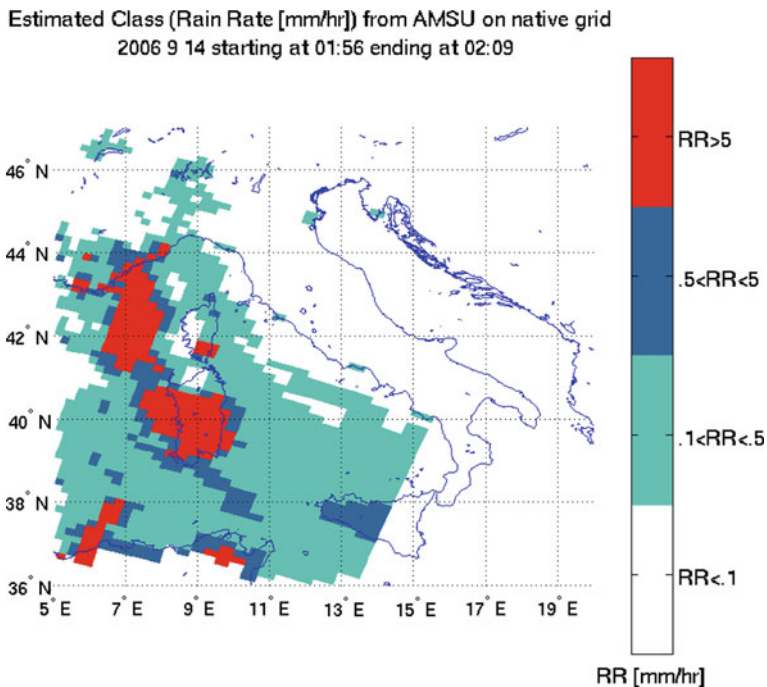 Estimated Class (Rain Rate [mm/hr]) from AMSU on native grid
2006 9 14 starting at 01:56 ending at 02:09
46° N
44° N
42° N
40° N
38° N
36° N
5° E 7° E 9° E 11° E 13° E 15° E 17° E 19° E
RR>5
.5<RR<5
.1<RR<.5
RR<.1
RR [mm/hr]